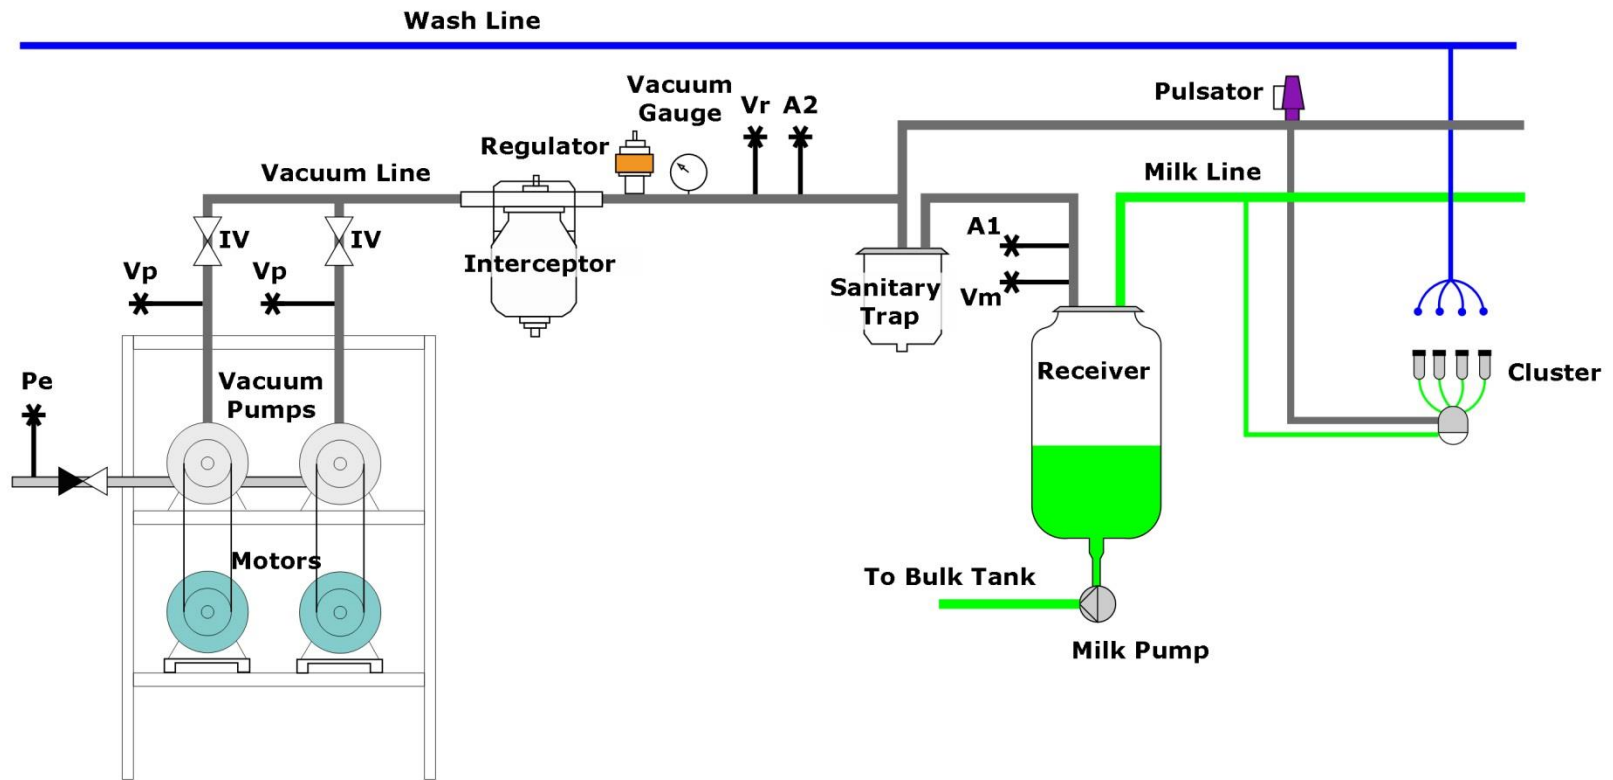 Wash Line
Vacuum
Gauge
Vr
A2
Pulsator
Regulator
Vacuum Line
Milk Line
IV
IV
A1
Interceptor
Vp
Vp
Sanitary
Trap
Vm
Receiver
Cluster
Pe
Vacuum
Pumps
Motors
To Bulk Tank
Milk Pump